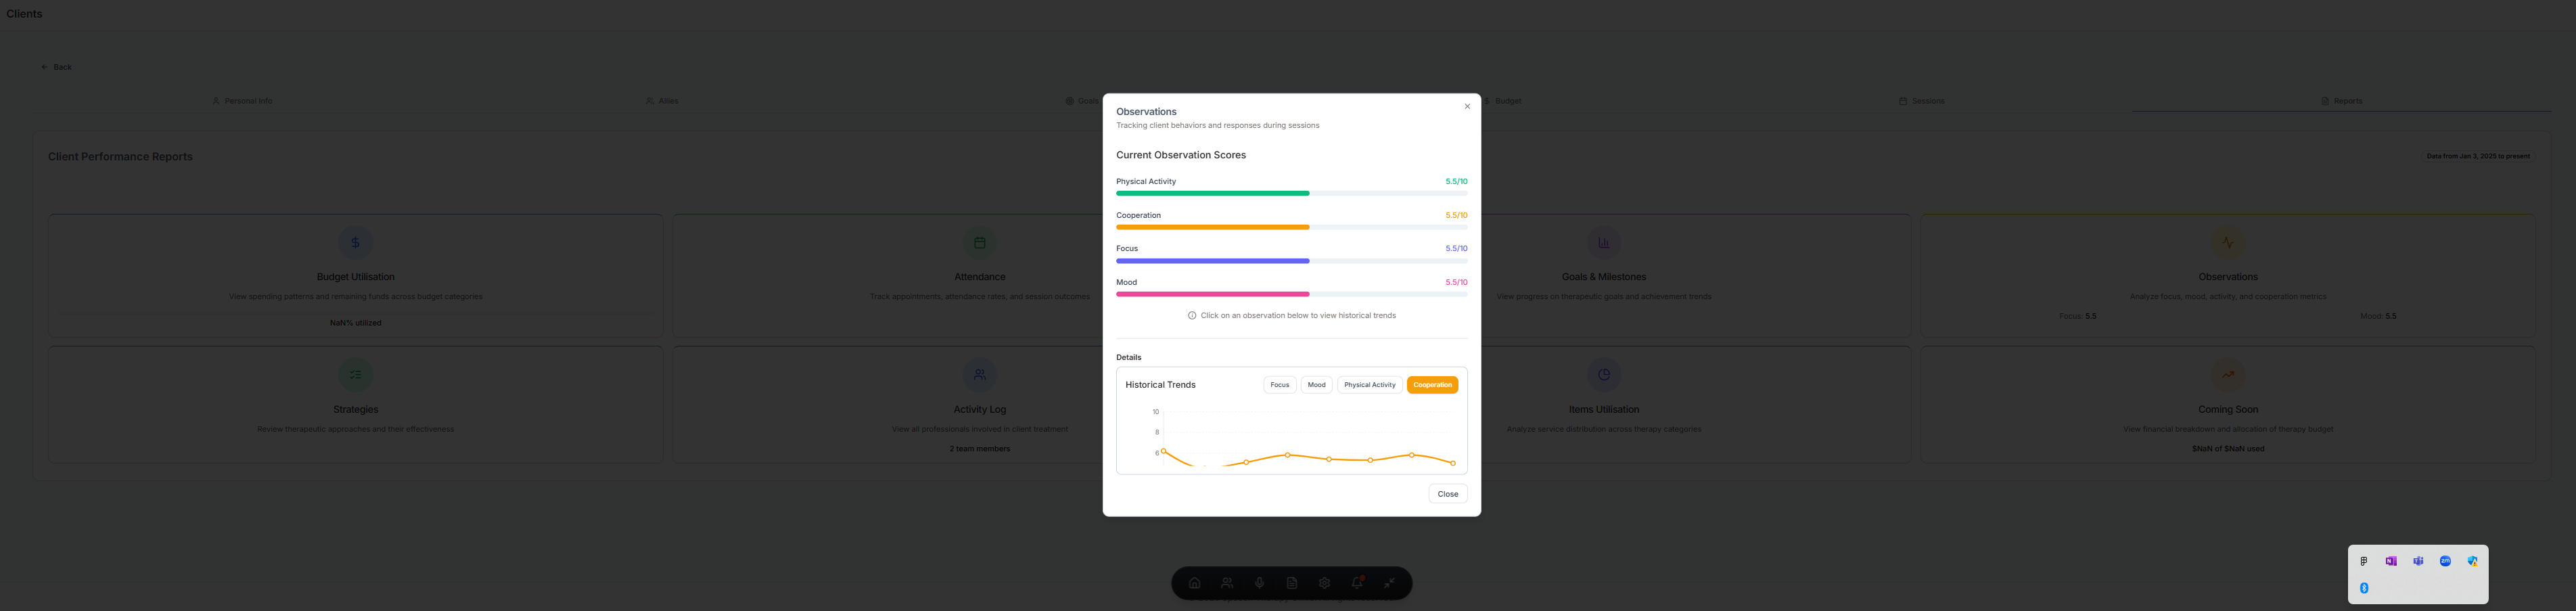 Clients
Back
Personal Info
Allies
Goals
Budget
Sessions
Reports
Client Performance Reports
Data from Jan 3, 2025 to present
Budget Utilisation
View spending patterns and remaining funds across budget categories
NaN% utilized
Attendance
Track appointments, attendance rates, and session outcomes
Goals & Milestones
View progress on therapeutic goals and achievement trends
Observations
Analyze focus, mood, activity, and cooperation metrics
Focus: 5.5
Mood: 5.5
Strategies
Review therapeutic approaches and their effectiveness
Activity Log
View all professionals involved in client treatment
2 team members
Items Utilisation
Analyze service distribution across therapy categories
Coming Soon
View financial breakdown and allocation of therapy budget
$NaN of $NaN used
Observations
Tracking client behaviors and responses during sessions
Current Observation Scores
Physical Activity 5.5/10
Cooperation 5.5/10
Focus 5.5/10
Mood 5.5/10
Click on an observation below to view historical trends
Details
Historical Trends Focus Mood Physical Activity Cooperation
10
8
6
Close
zm